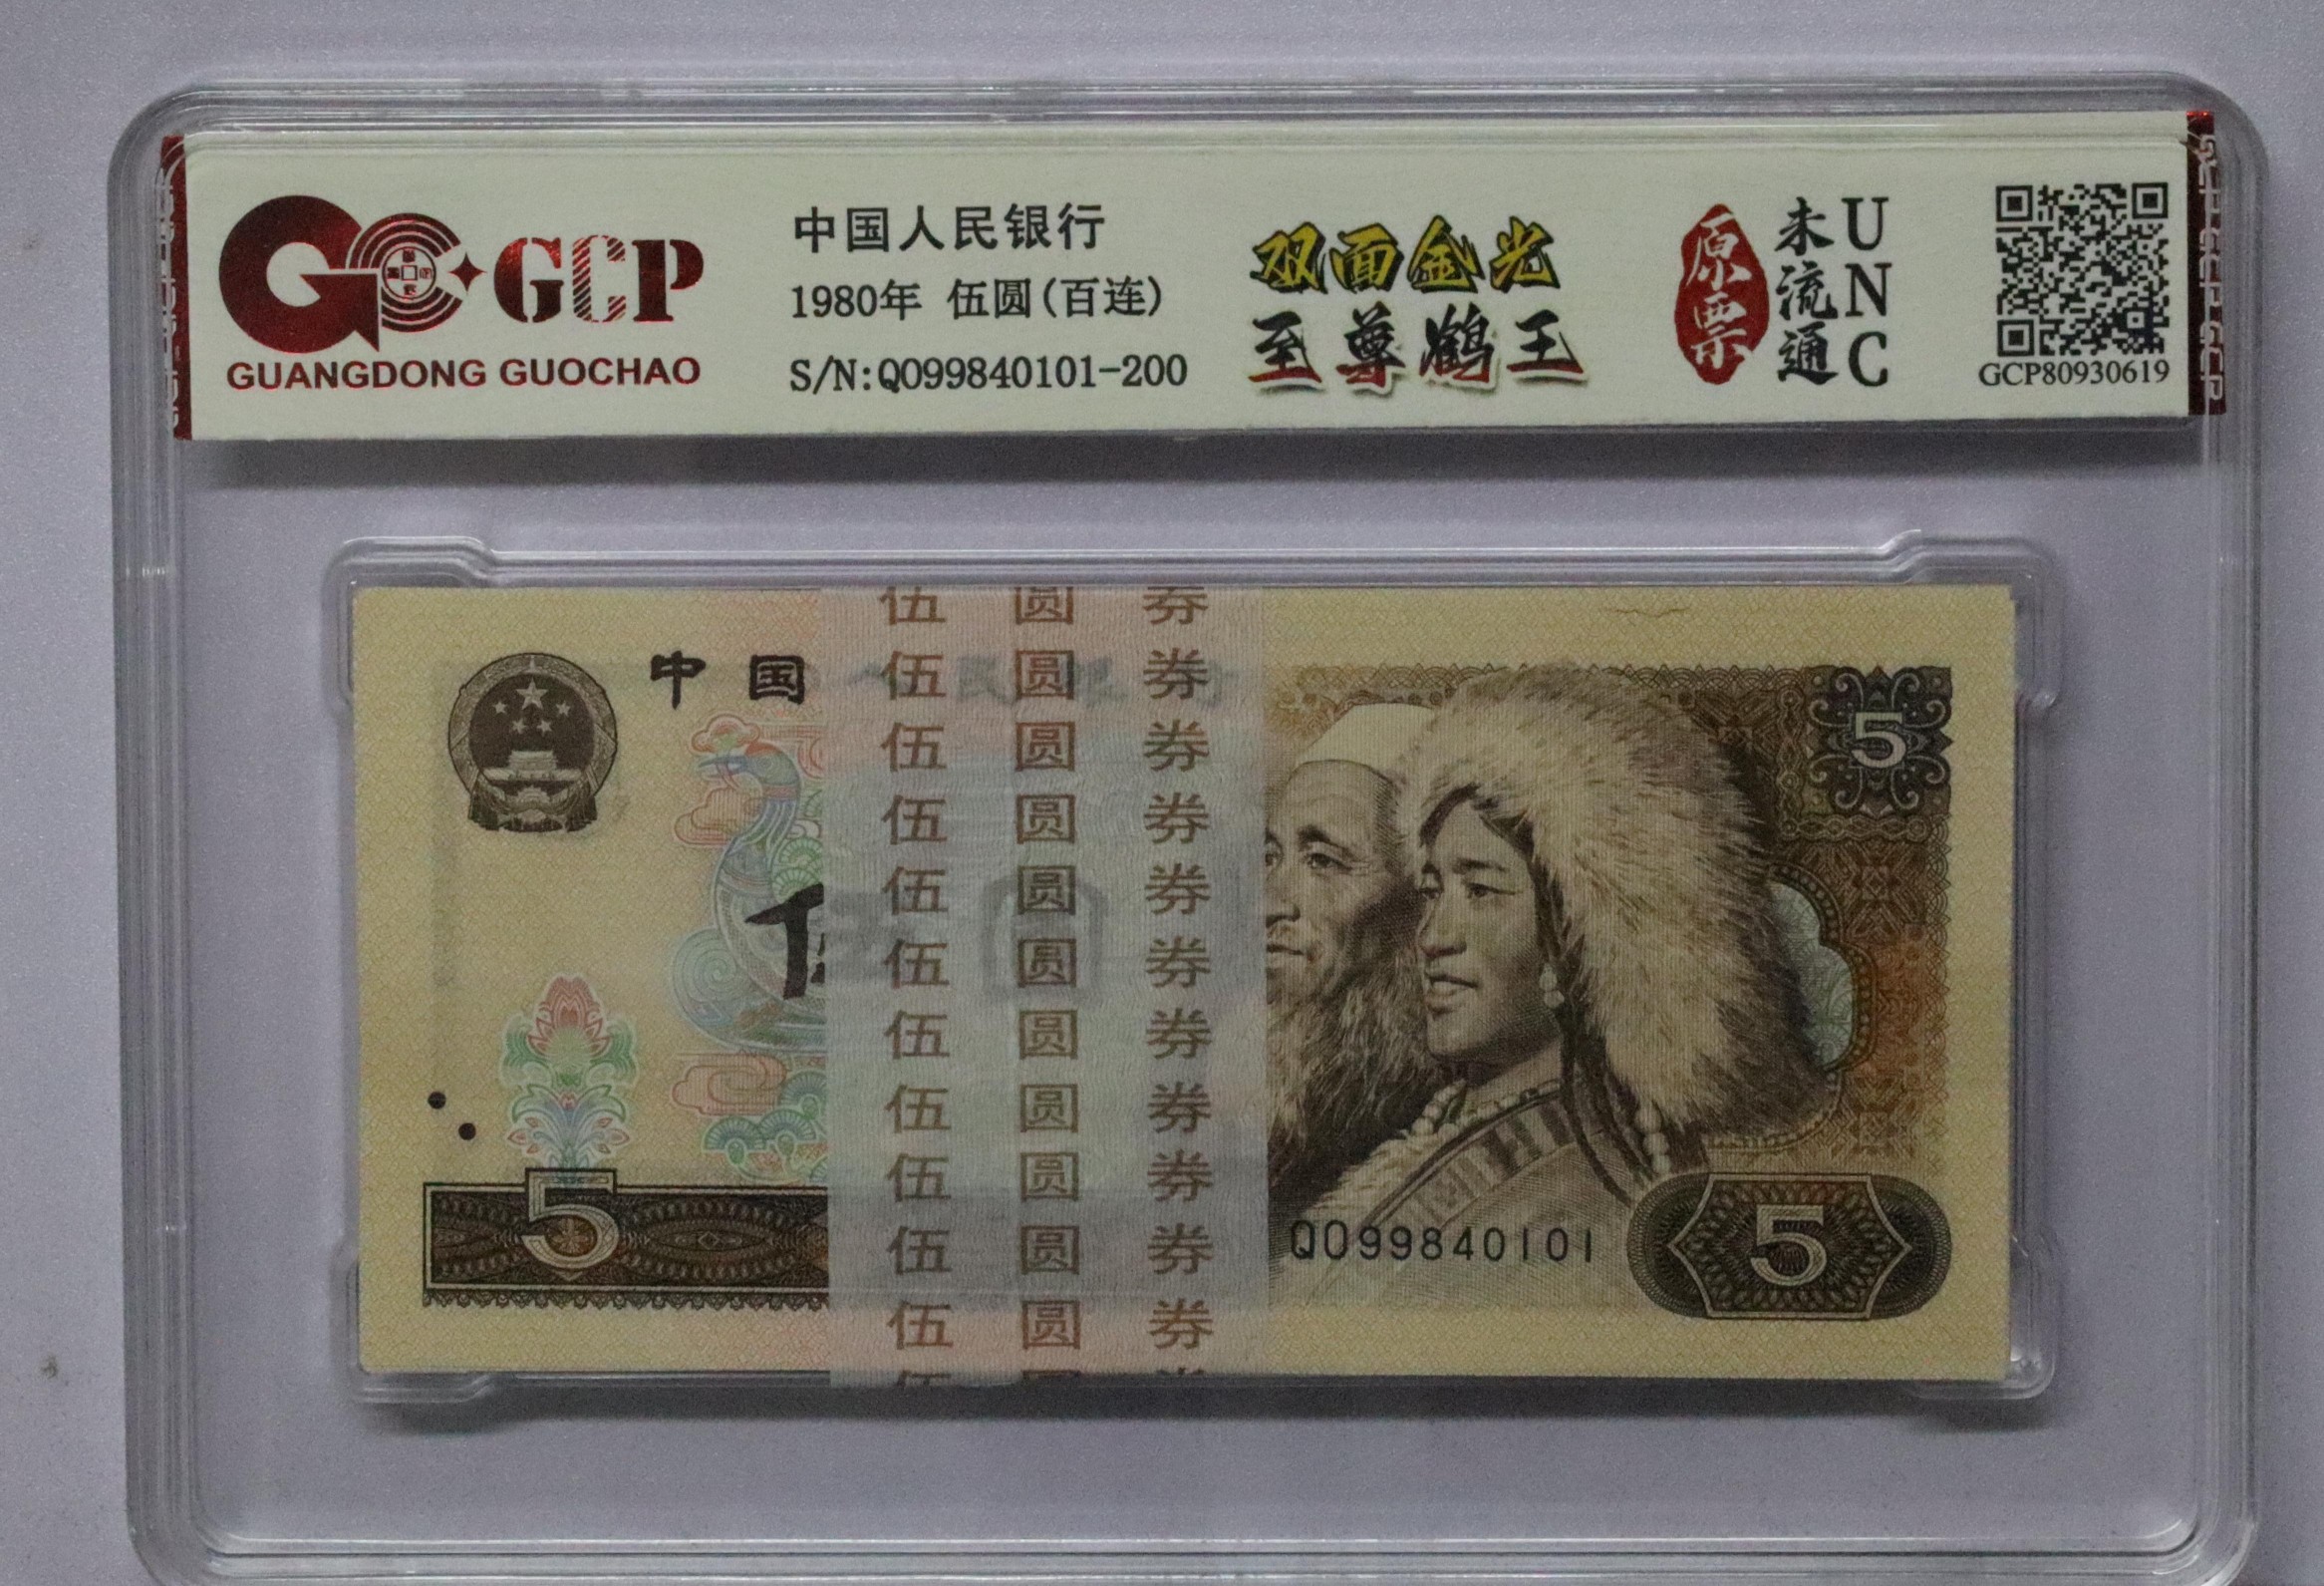 GCP
GUANGDONG GUOCHAO
中国人民银行
1980年 伍圆(百连)
S/N:QO99840101-200
双面金光
至尊鹤王
原票
未流通
UNC
GCP80930619
伍 圆 券
中国
伍 圆 券
伍 圆 券
伍 圆 券
伍 圆 券
伍 圆 券
伍 圆 券
伍 圆 券
伍 圆 券
伍 圆 券
伍 圆 券
5
5
QO99840101
5